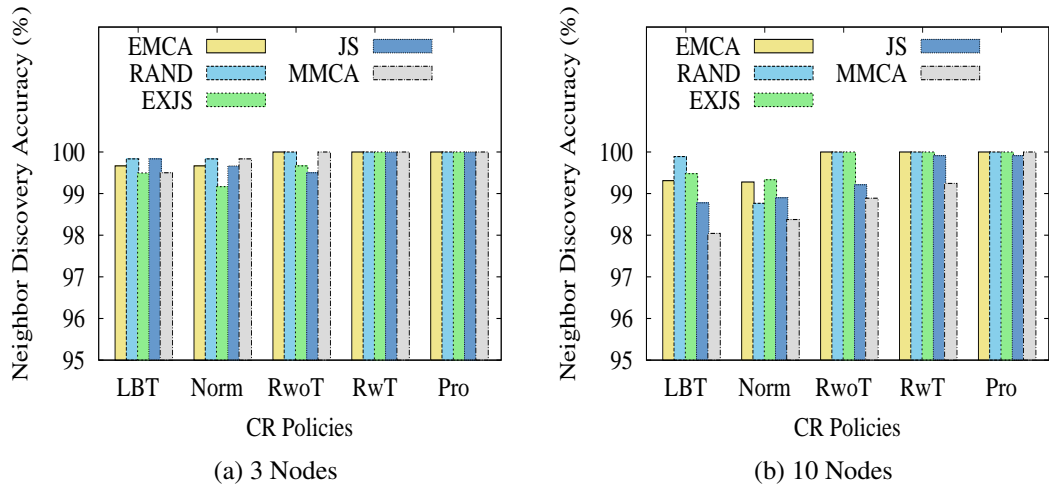 Neighbor Discovery Accuracy (%)
EMCA
RAND
EXJS
JS
MMCA
100
99
98
97
96
95
LBT Norm RwoT RwT Pro
CR Policies
(a) 3 Nodes
Neighbor Discovery Accuracy (%)
EMCA
RAND
EXJS
JS
MMCA
100
99
98
97
96
95
LBT Norm RwoT RwT Pro
CR Policies
(b) 10 Nodes